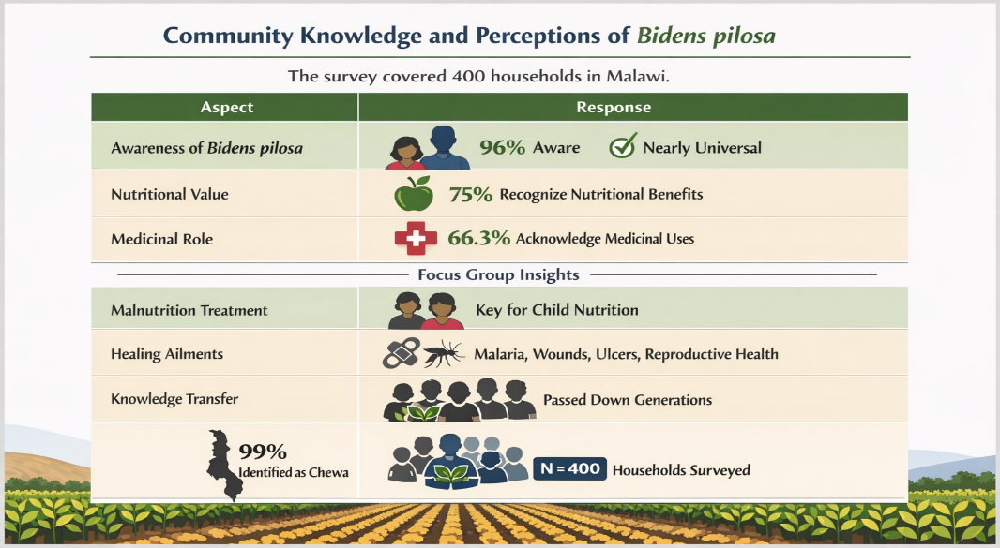 Community Knowledge and Perceptions of Bidens pilosa
The survey covered 400 households in Malawi.
Aspect Response
Awareness of Bidens pilosa 96% Aware Nearly Universal
Nutritional Value 75% Recognize Nutritional Benefits
Medicinal Role 66.3% Acknowledge Medicinal Uses
Focus Group Insights
Malnutrition Treatment Key for Child Nutrition
Healing Ailments Malaria, Wounds, Ulcers, Reproductive Health
Knowledge Transfer Passed Down Generations
99%
Identified as Chewa
N = 400 Households Surveyed